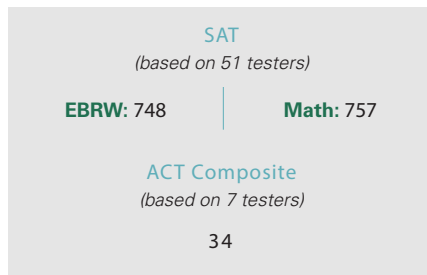 SAT
(based on 51 testers)
EBRW: 748 Math: 757
ACT Composite
(based on 7 testers)
34